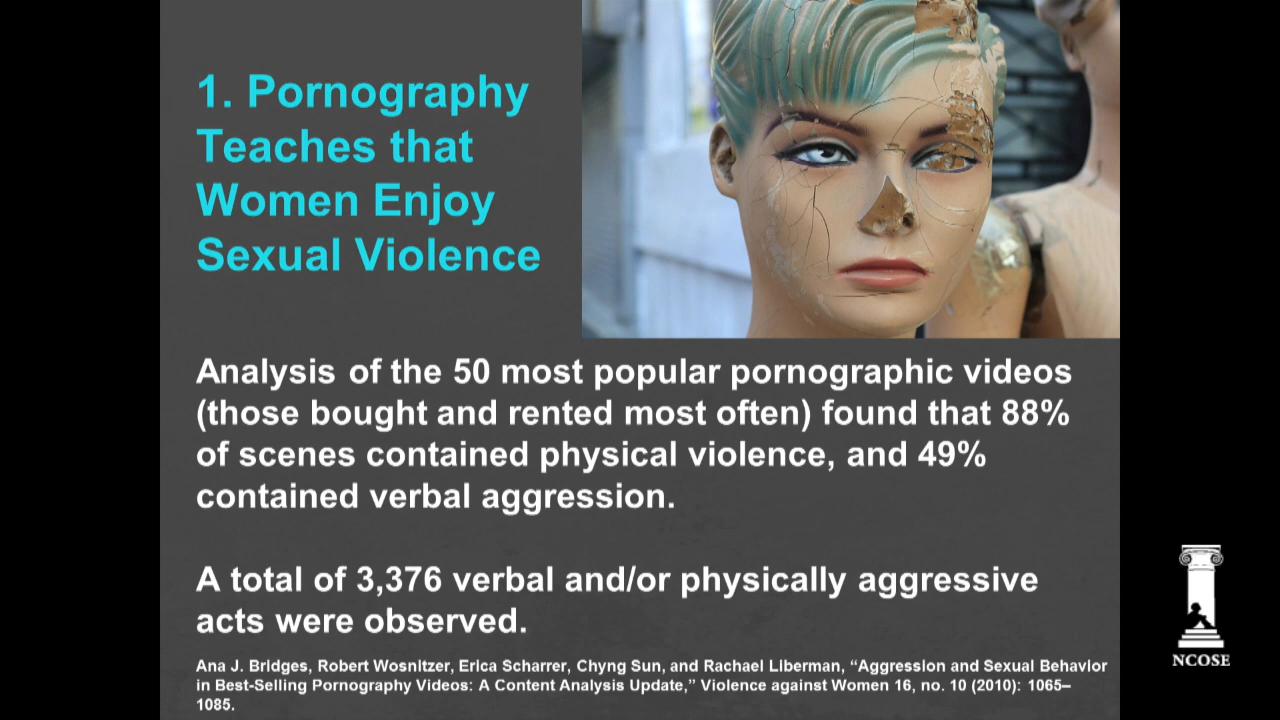 1. Pornography
Teaches that
Women Enjoy
Sexual Violence
Analysis of the 50 most popular pornographic videos
(those bought and rented most often) found that 88%
of scenes contained physical violence, and 49%
contained verbal aggression.
A total of 3,376 verbal and/or physically aggressive
acts were observed.
Ana J. Bridges, Robert Wosnitzer, Erica Scharrer, Chyng Sun, and Rachael Liberman, “Aggression and Sexual Behavior
in Best-Selling Pornography Videos: A Content Analysis Update,” Violence against Women 16, no. 10 (2010): 1065–
1085.
NCOSE